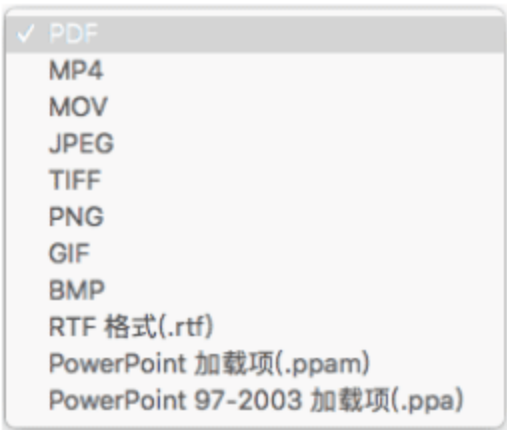 ✓ PDF
MP4
MOV
JPEG
TIFF
PNG
GIF
BMP
RTF 格式(.rtf)
PowerPoint 加载项(.ppam)
PowerPoint 97-2003 加载项(.ppa)